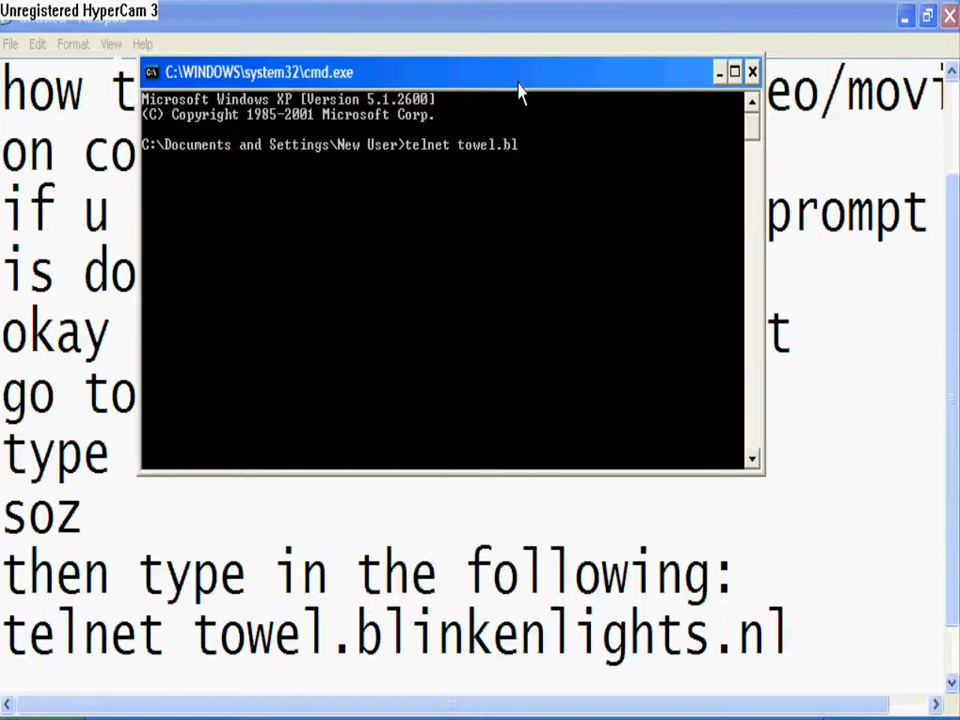 Unregistered HyperCam 3
File Edit Format View Help
C:\WINDOWS\system32\cmd.exe
Microsoft Windows XP [Version 5.1.2600]
(C) Copyright 1985-2001 Microsoft Corp.
C:\Documents and Settings\New User>telnet towel.bl
how t eo/movi
on co
if u prompt
is do
okay t
go to
type
soz
then type in the following:
telnet towel.blinkenlights.nl